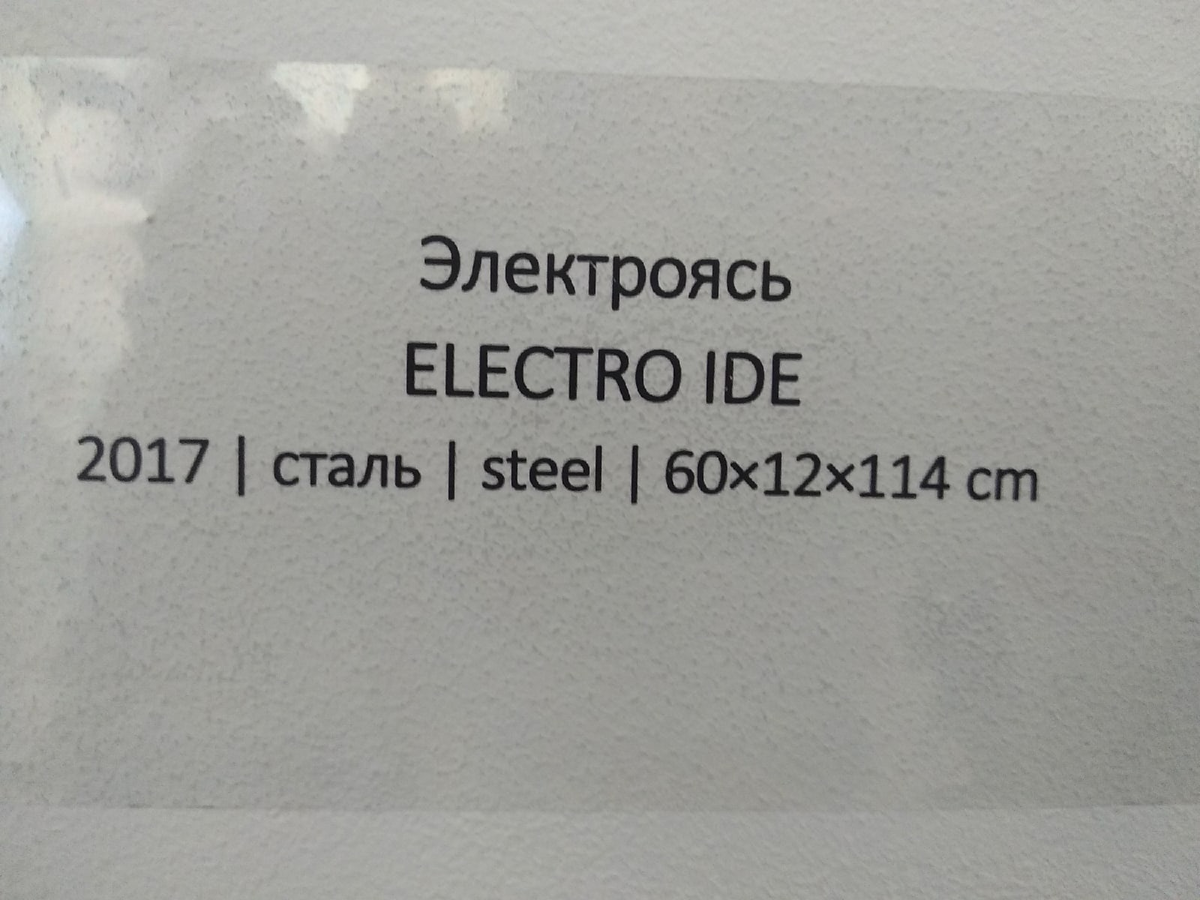 Электроясь
ELECTRO IDE
2017 | сталь | steel | 60×12×114 cm